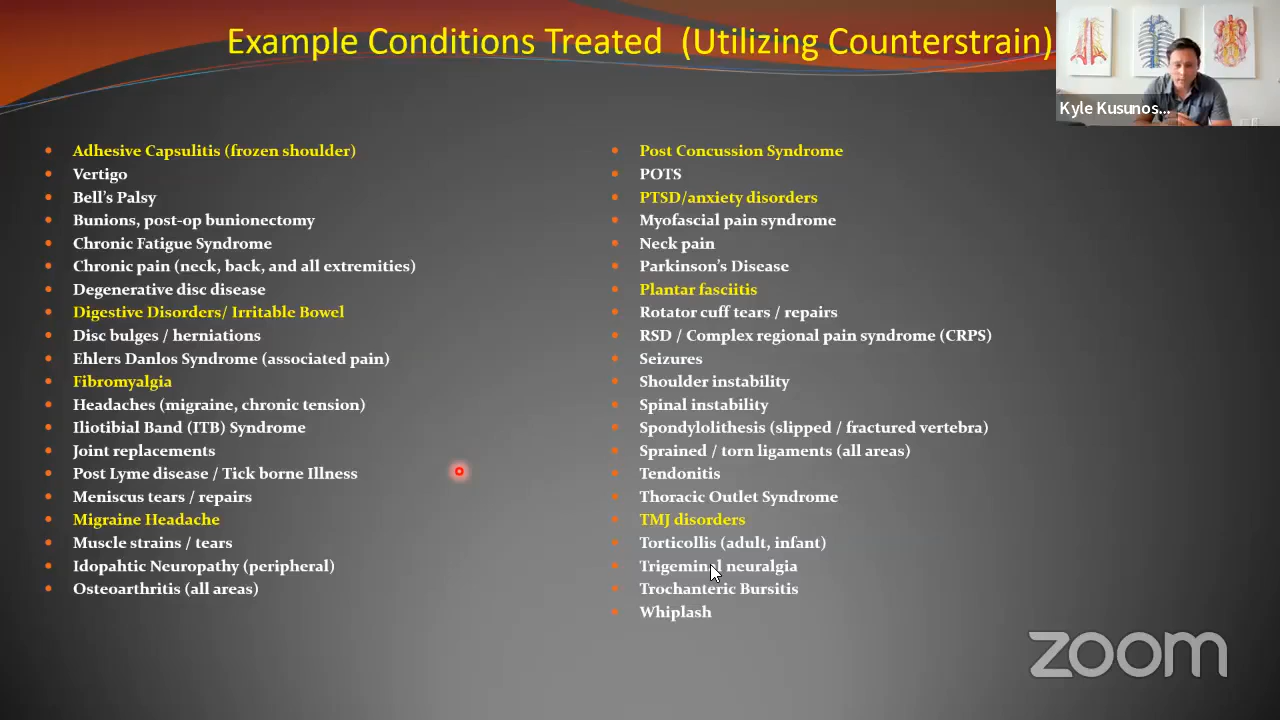 Example Conditions Treated (Utilizing Counterstrain)
Kyle Kusunos...
Adhesive Capsulitis (frozen shoulder)
Vertigo
Bell's Palsy
Bunions, post-op bunionectomy
Chronic Fatigue Syndrome
Chronic pain (neck, back, and all extremities)
Degenerative disc disease
Digestive Disorders/ Irritable Bowel
Disc bulges / herniations
Ehlers Danlos Syndrome (associated pain)
Fibromyalgia
Headaches (migraine, chronic tension)
Iliotibial Band (ITB) Syndrome
Joint replacements
Post Lyme disease / Tick borne Illness
Meniscus tears / repairs
Migraine Headache
Muscle strains / tears
Idopahtic Neuropathy (peripheral)
Osteoarthritis (all areas)
Post Concussion Syndrome
POTS
PTSD/anxiety disorders
Myofascial pain syndrome
Neck pain
Parkinson's Disease
Plantar fasciitis
Rotator cuff tears / repairs
RSD / Complex regional pain syndrome (CRPS)
Seizures
Shoulder instability
Spinal instability
Spondylolithesis (slipped / fractured vertebra)
Sprained / torn ligaments (all areas)
Tendonitis
Thoracic Outlet Syndrome
TMJ disorders
Torticollis (adult, infant)
Trigeminal neuralgia
Trochanteric Bursitis
Whiplash
zoom